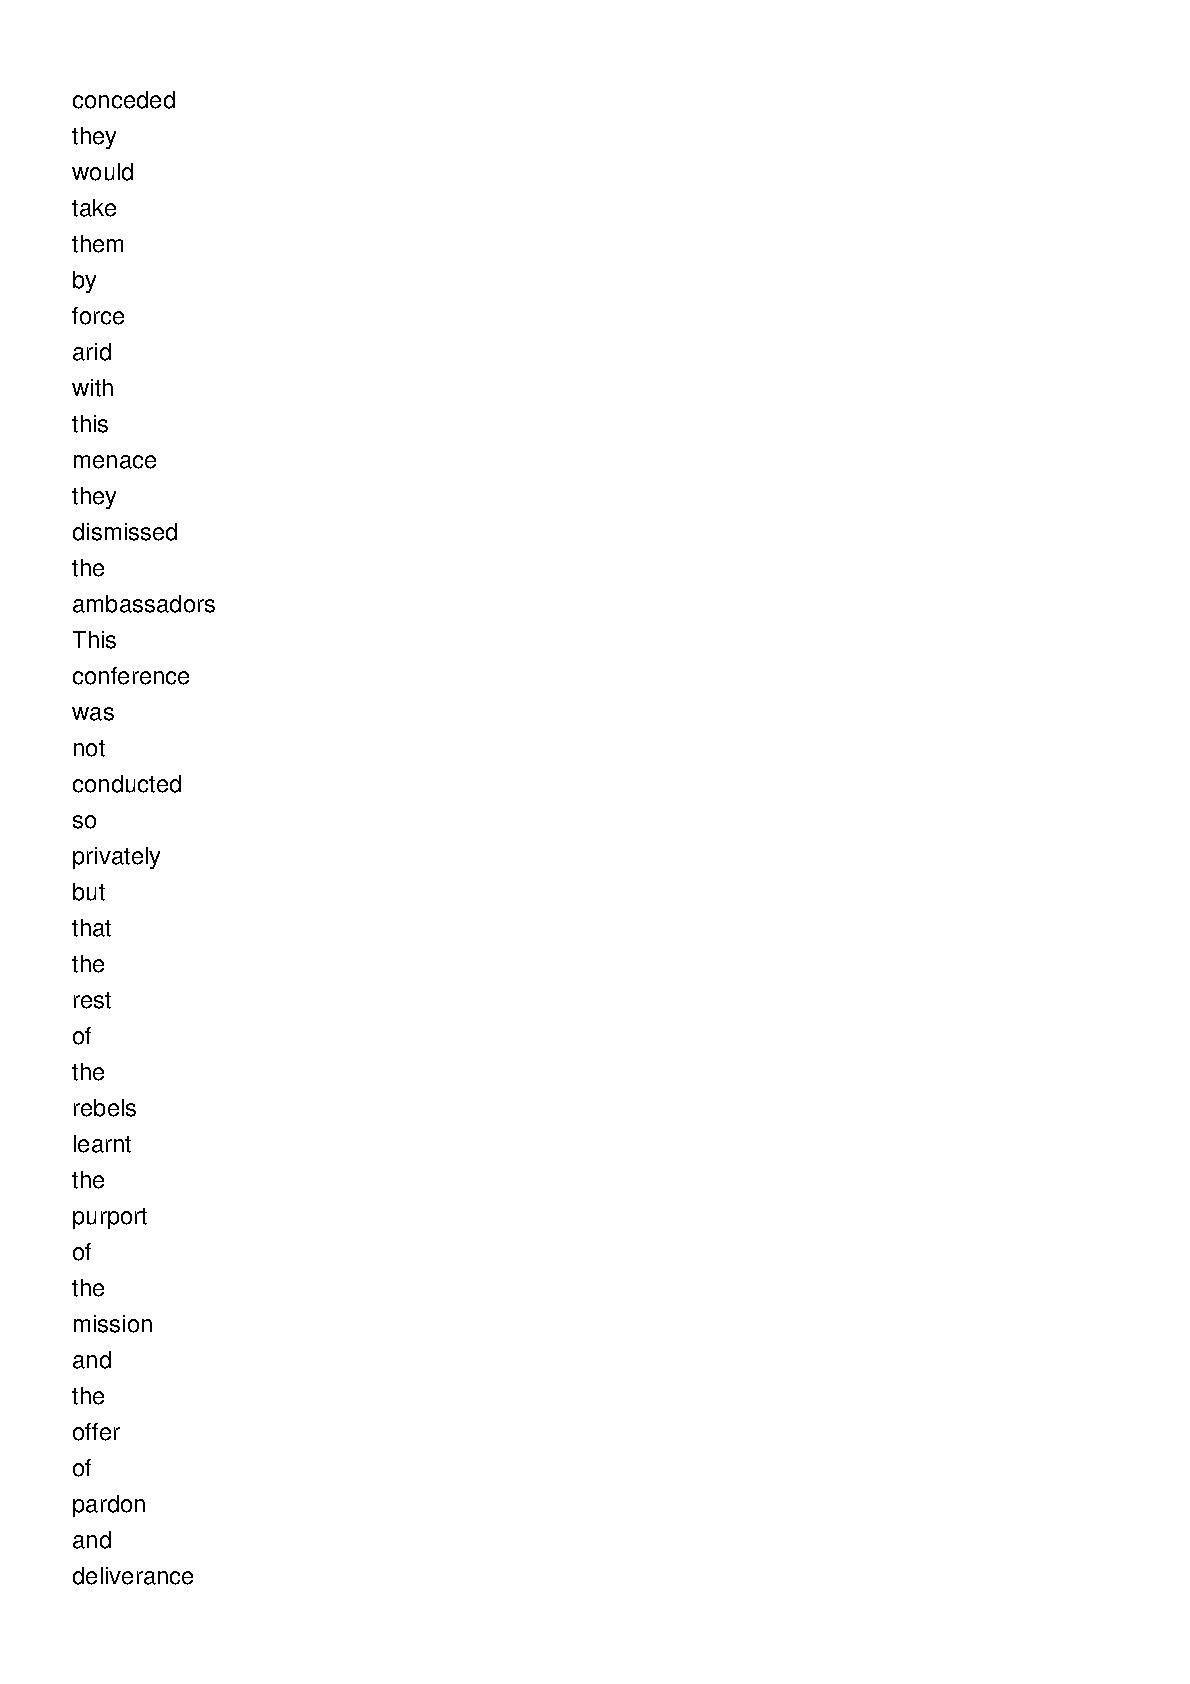 conceded
they
would
take
them
by
force
arid
with
this
menace
they
dismissed
the
ambassadors
This
conference
was
not
conducted
so
privately
but
that
the
rest
of
the
rebels
learnt
the
purport
of
the
mission
and
the
offer
of
pardon
and
deliverance